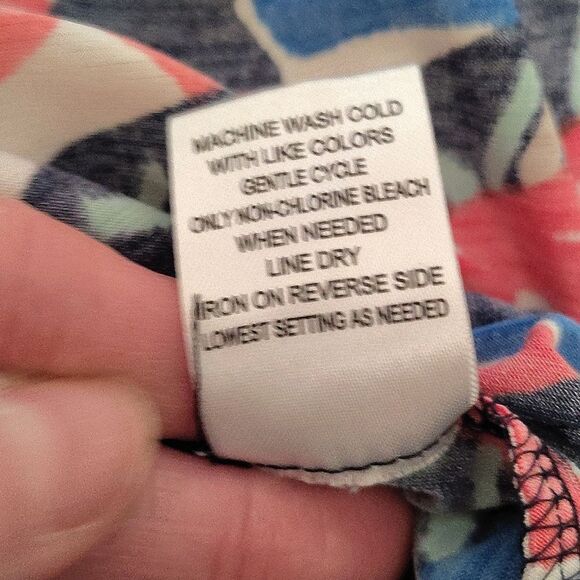 MACHINE WASH COLD
WITH LIKE COLORS
GENTLE CYCLE
ONLY NON-CHLORINE BLEACH
WHEN NEEDED
LINE DRY
IRON ON REVERSE SIDE
LOWEST SETTING AS NEEDED